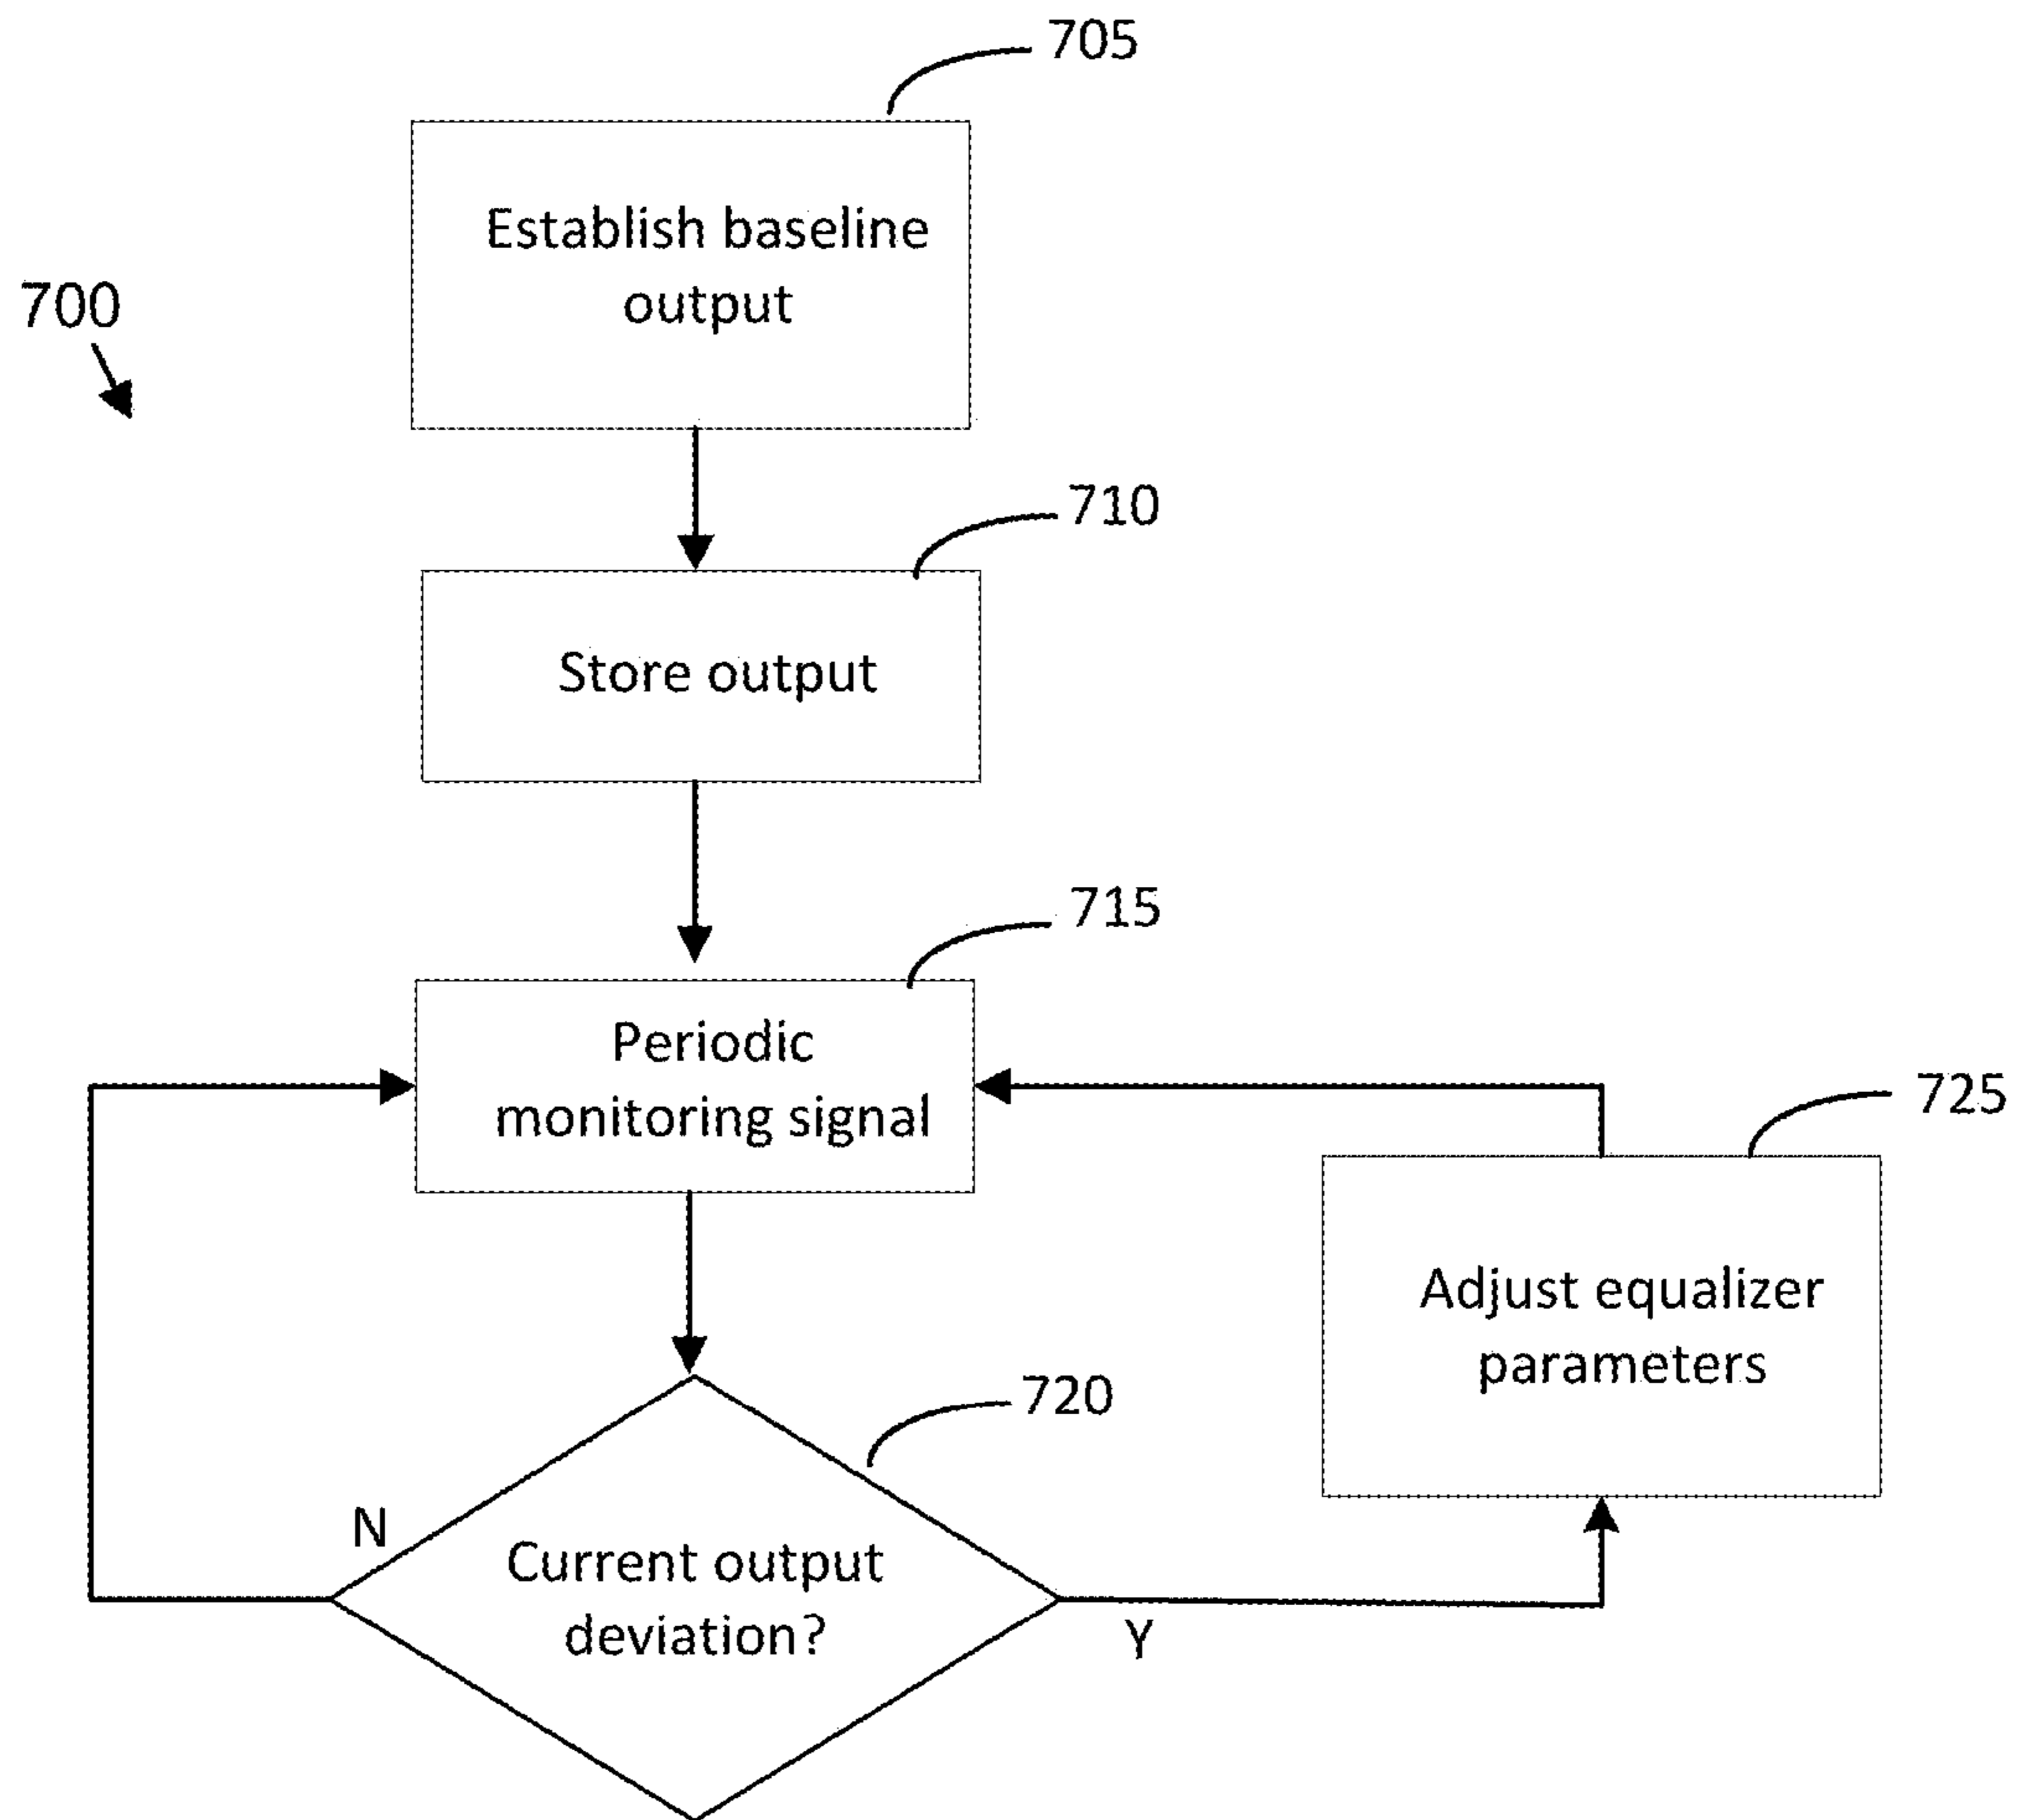 705
Establish baseline
output
700
710
Store output
715
Periodic
monitoring signal
725
Adjust equalizer
parameters
720
N
Current output
deviation?
Y